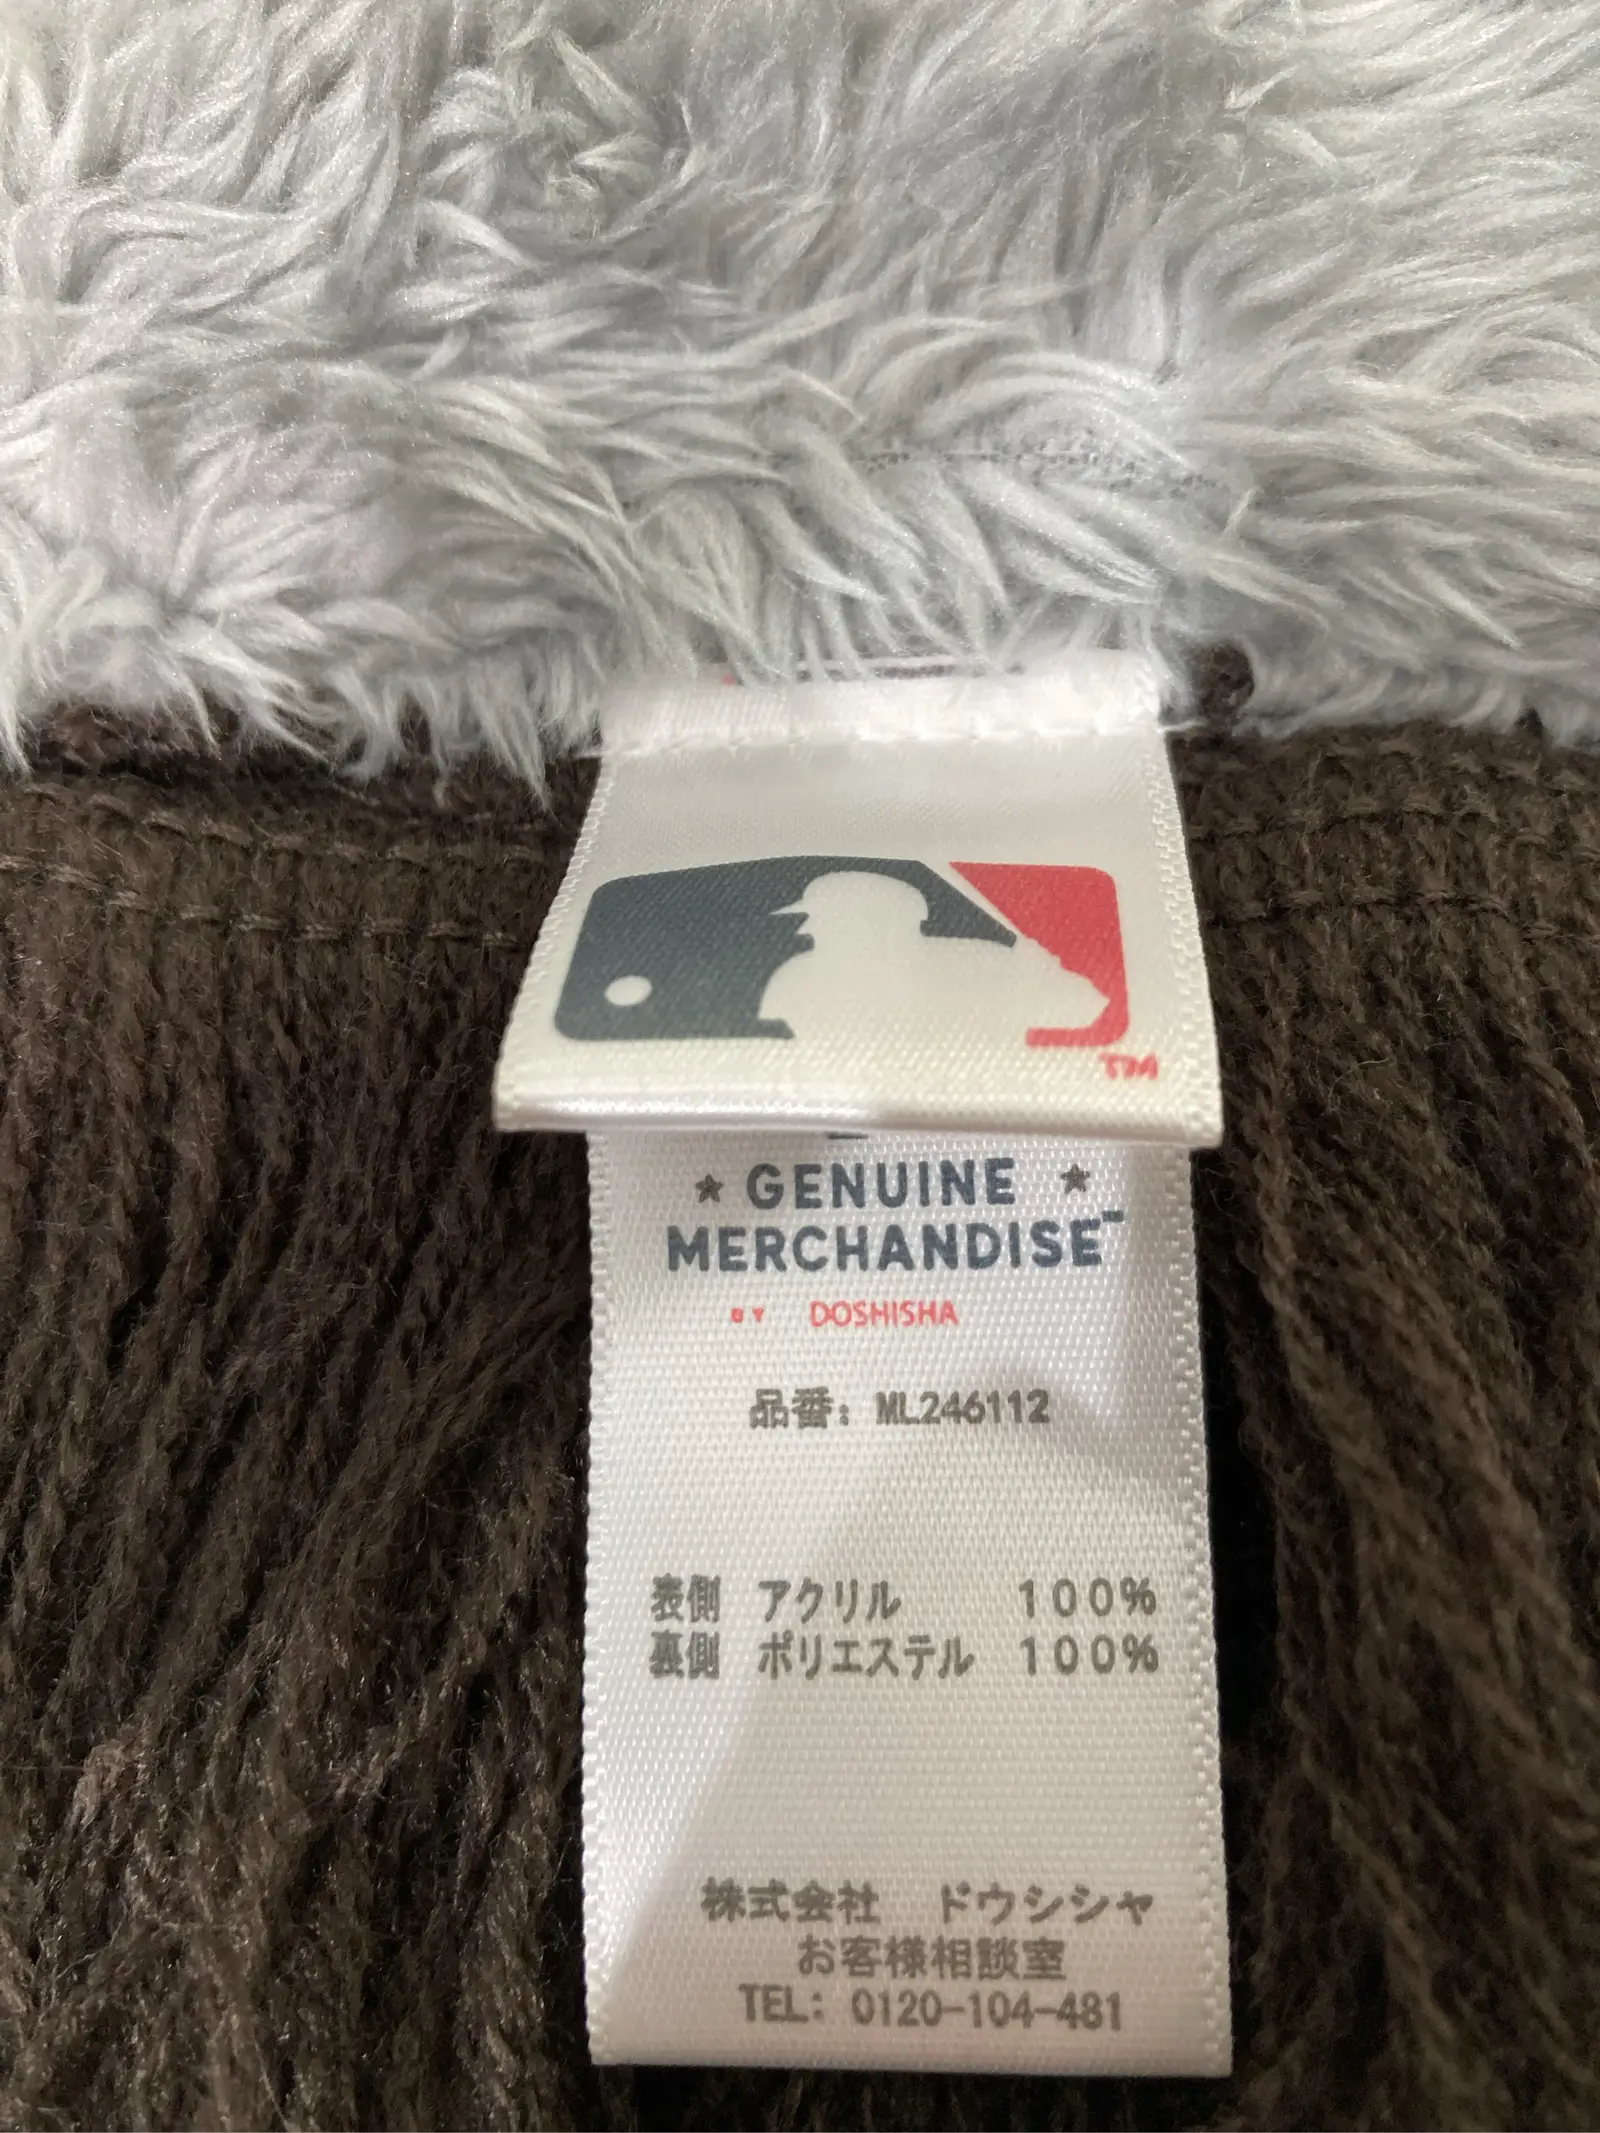 TM
★ GENUINE ★
MERCHANDISE™
BY DOSHISHA
品番：ML246112
表側 アクリル 100%
裏側 ポリエステル 100%
株式会社 ドウシシャ
お客様相談室
TEL：0120-104-481